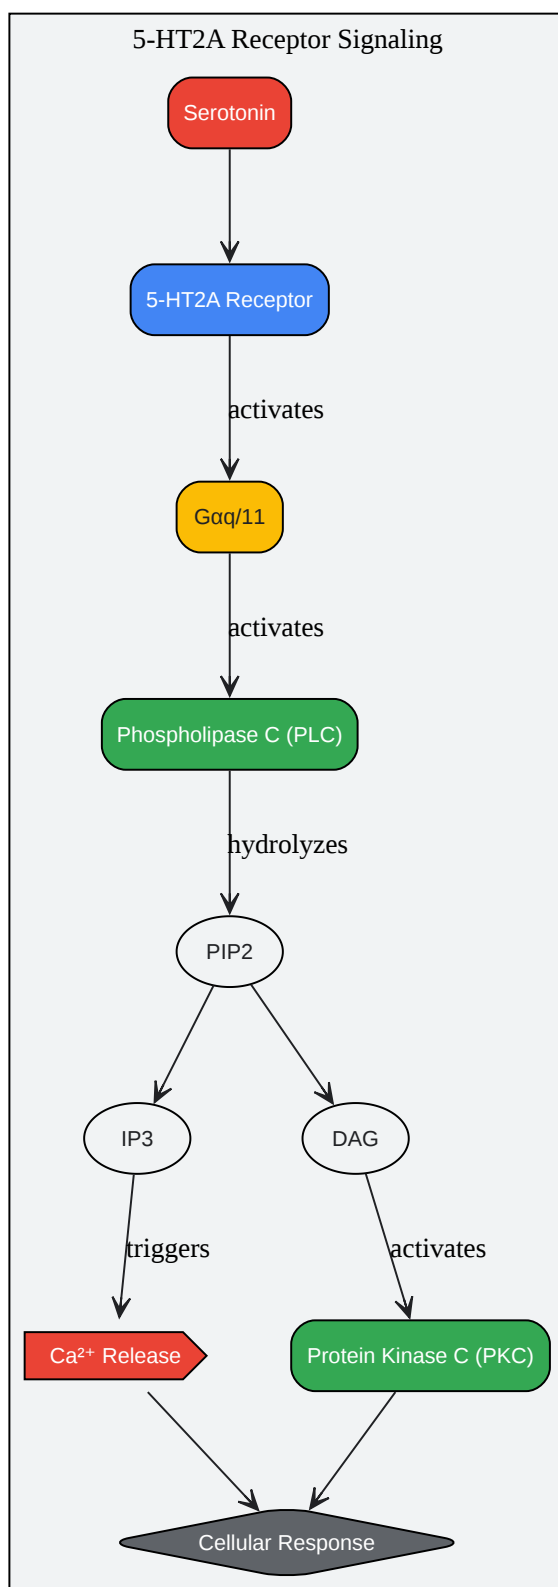 5-HT2A Receptor Signaling
Serotonin
5-HT2A Receptor
activates
Gαq/11
activates
Phospholipase C (PLC)
hydrolyzes
PIP2
IP3
DAG
triggers
activates
Ca²⁺ Release
Protein Kinase C (PKC)
Cellular Response